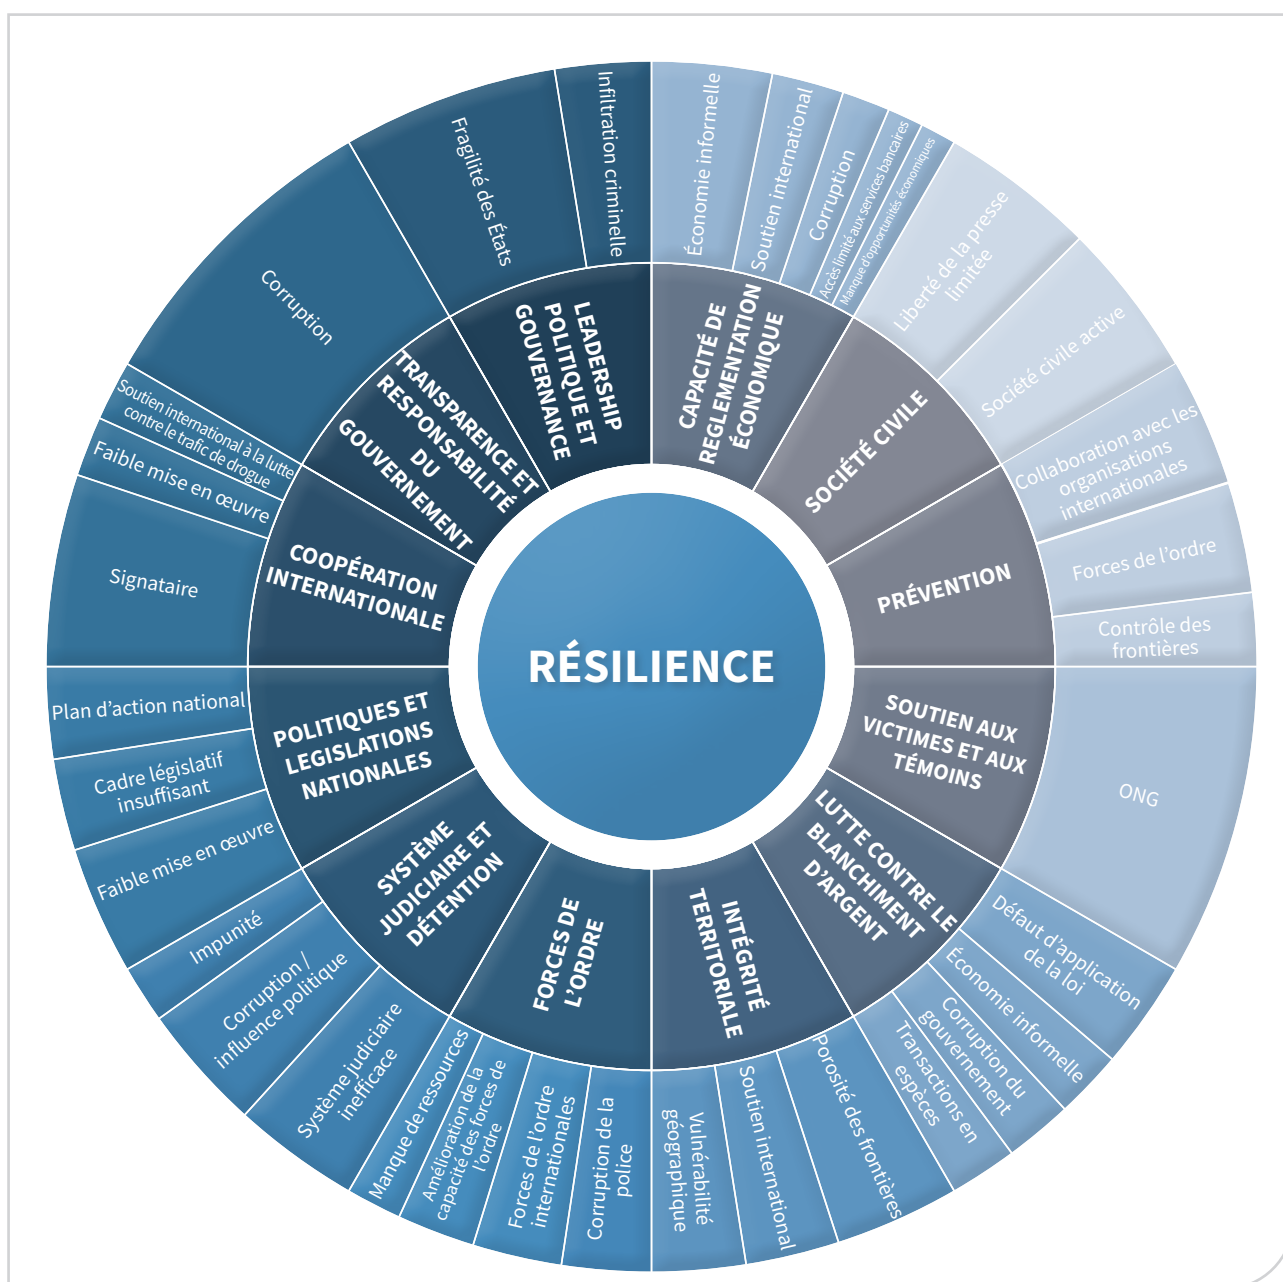 RÉSILIENCE
LEADERSHIP
POLITIQUE ET
GOUVERNANCE
Fragilité des États
Infiltration criminelle
CAPACITÉ DE
REGLEMENTATION
ÉCONOMIQUE
Économie informelle
Soutien international
Corruption
Accès limité aux services bancaires
Manque d'opportunités économiques
SOCIÉTÉ CIVILE
Liberté de la presse
limitée
Société civile active
PRÉVENTION
Collaboration avec les
organisations
internationales
Forces de l’ordre
Contrôle des
frontières
SOUTIEN AUX
VICTIMES ET AUX
TÉMOINS
ONG
LUTTE CONTRE LE
BLANCHIMENT
D’ARGENT
Défaut d’application
de la loi
Économie informelle
Corruption du
gouvernement
Transactions en
espèces
INTÉGRITÉ
TERRITORIALE
Porosité des frontières
Soutien international
Vulnérabilité
géographique
FORCES DE
L’ORDRE
Corruption de la
police
Forces de l’ordre
internationales
Amélioration de la
capacité des forces de
l’ordre
Manque de ressources
SYSTÈME
JUDICIAIRE ET
DÉTENTION
Système judiciaire
inefficace
Corruption /
influence politique
Impunité
POLITIQUES ET
LEGISLATIONS
NATIONALES
Faible mise en œuvre
Cadre législatif
insuffisant
Plan d’action national
COOPÉRATION
INTERNATIONALE
Signataire
Faible mise en œuvre
Soutien international à la lutte
contre le trafic de drogue
TRANSPARENCE ET
RESPONSABILITÉ
DU
GOUVERNEMENT
Corruption